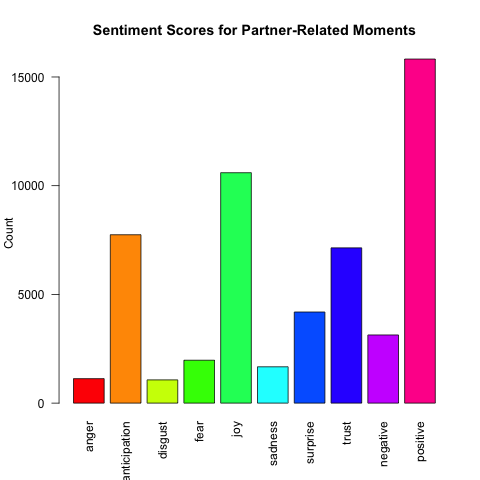 Sentiment Scores for Partner-Related Moments
Count
15000
10000
5000
0
anger
anticipation
disgust
fear
joy
sadness
surprise
trust
negative
positive